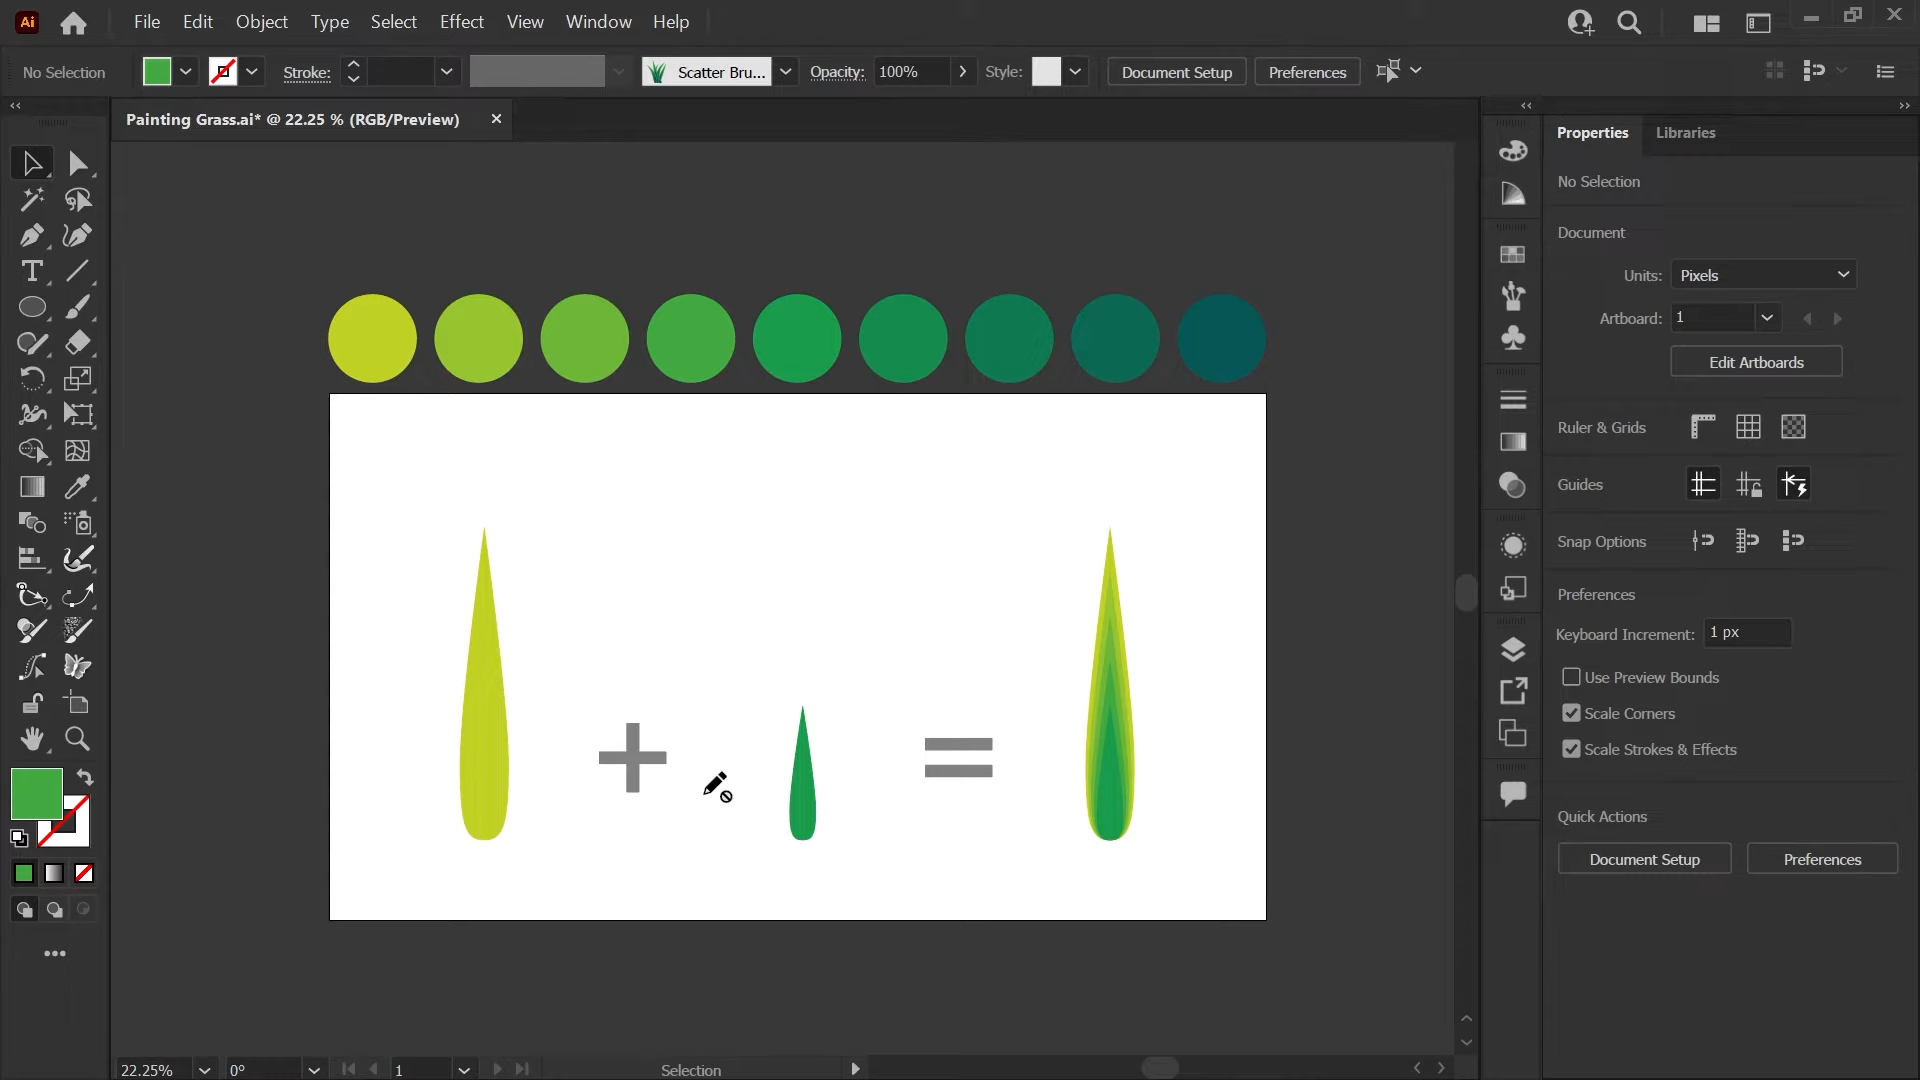 Ai File Edit Object Type Select Effect View Window Help
No Selection Stroke: Scatter Bru... Opacity: 100% Style: Document Setup Preferences
Painting Grass.ai* @ 22.25 % (RGB/Preview)
Properties Libraries
No Selection
Document
Units: Pixels
Artboard: 1
Edit Artboards
Ruler & Grids
Guides
Snap Options
Preferences
Keyboard Increment: 1 px
Use Preview Bounds
Scale Corners
Scale Strokes & Effects
Quick Actions
Document Setup Preferences
+ =
22.25% 0° 1 Selection